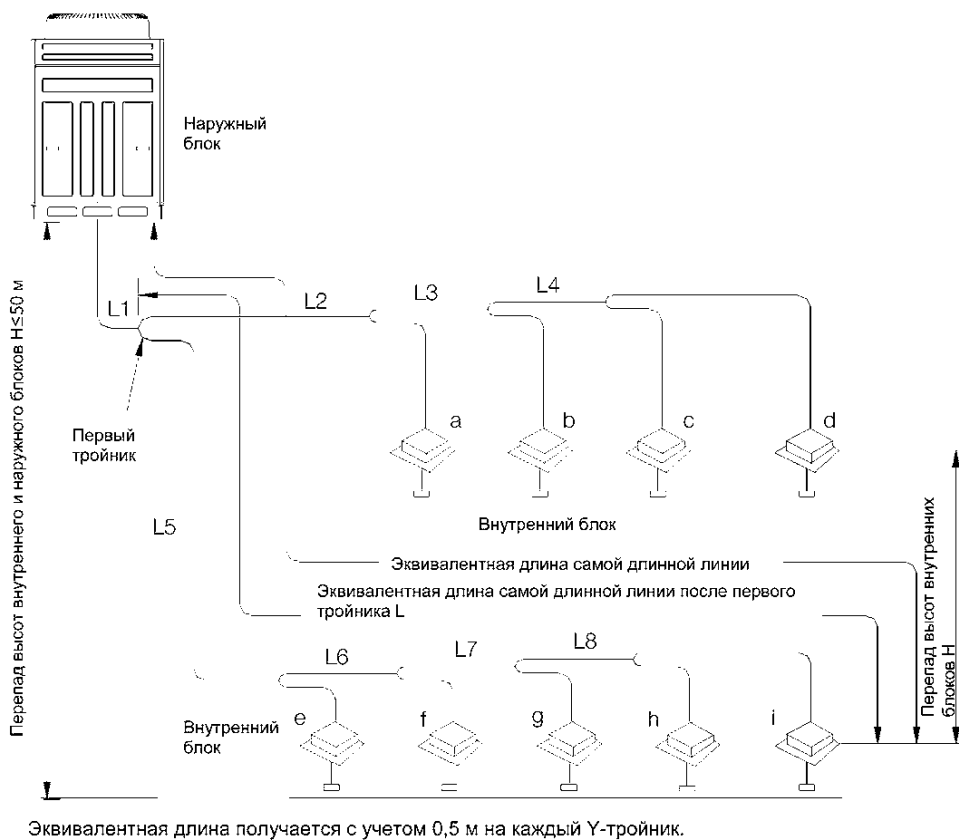 Наружный
блок
L1
L2
L3
L4
Перепад высот внутреннего и наружного блоков H≤50 м
Первый
тройник
a
b
c
d
L5
Внутренний блок
Эквивалентная длина самой длинной линии
Эквивалентная длина самой длинной линии после первого
тройника L
Перепад высот внутренних
блоков H
L6
L7
L8
Внутренний
блок
e
f
g
h
i
Эквивалентная длина получается с учетом 0,5 м на каждый Y-тройник.